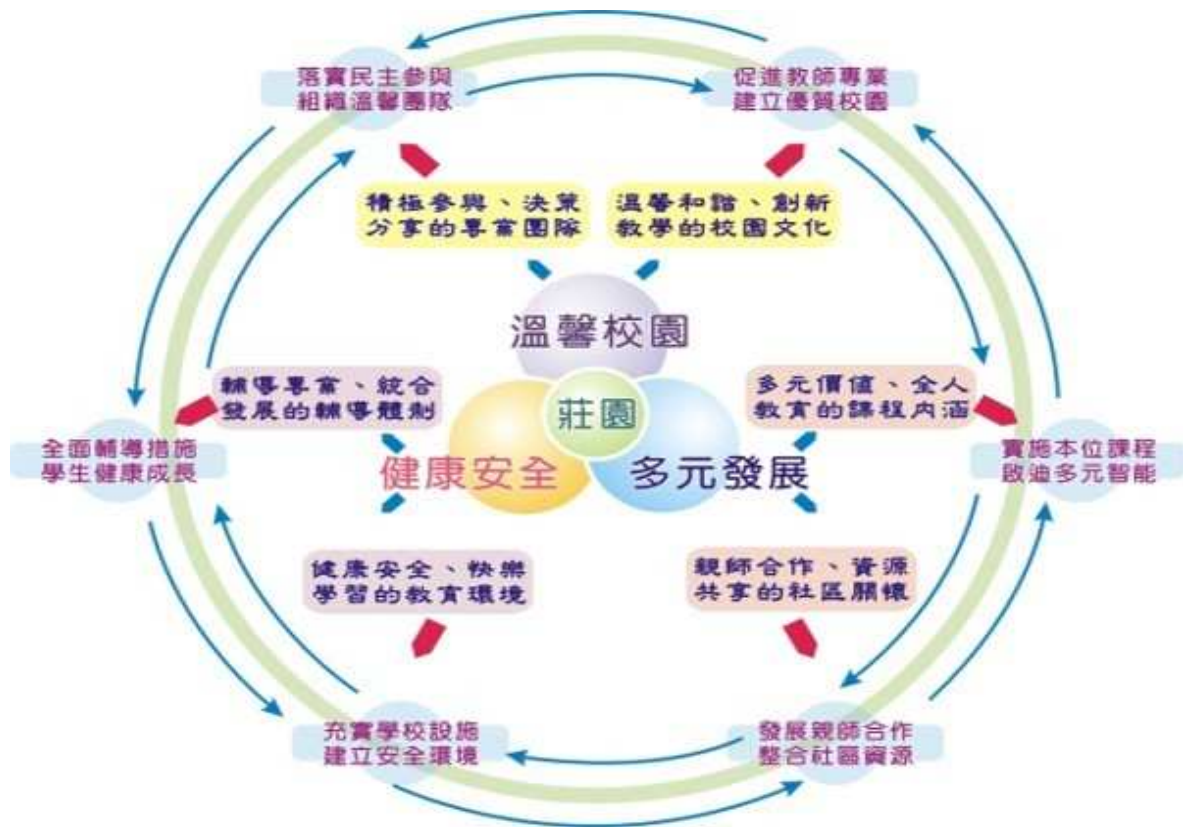 落實民主參與
組織溫馨團隊
促進教師專業
建立優質校園
積極參與、決策
分享的專業團隊
溫馨和諧、創新
教學的校園文化
溫馨校園
輔導專業、統合
發展的輔導體制
多元價值、全人
教育的課程內涵
莊園
全面輔導措施
學生健康成長
健康安全
多元發展
實施本位課程
啟迪多元智能
健康安全、快樂
學習的教育環境
親師合作、資源
共享的社區關懷
充實學校設施
建立安全環境
發展親師合作
整合社區資源